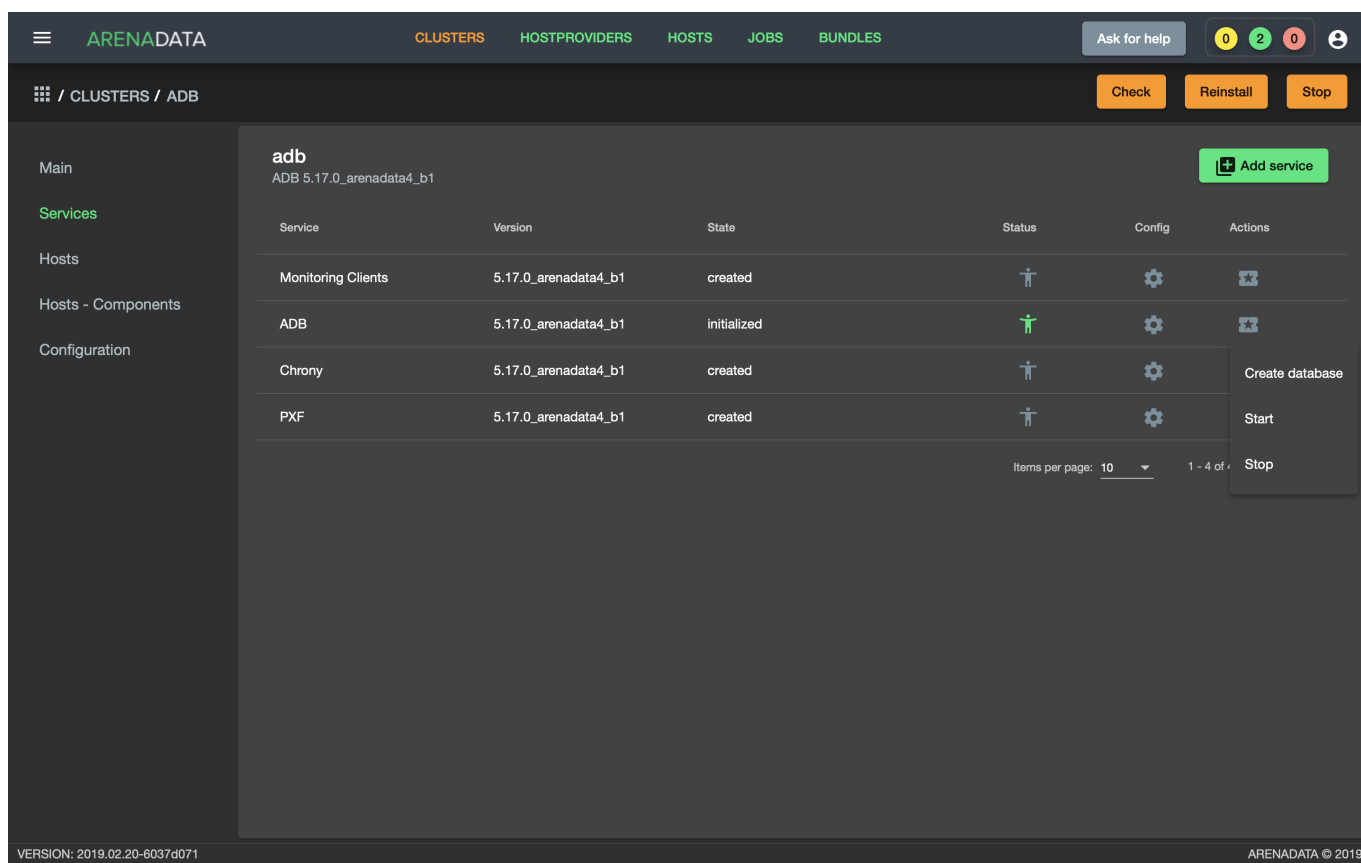 ARENADATA CLUSTERS HOSTPROVIDERS HOSTS JOBS BUNDLES Ask for help 0 2 0
/ CLUSTERS / ADB Check Reinstall Stop
Main
Services
Hosts
Hosts - Components
Configuration
adb
ADB 5.17.0_arenadata4_b1
Add service
Service Version State Status Config Actions
Monitoring Clients 5.17.0_arenadata4_b1 created
ADB 5.17.0_arenadata4_b1 initialized
Chrony 5.17.0_arenadata4_b1 created
PXF 5.17.0_arenadata4_b1 created
Create database
Start
Stop
Items per page: 10 1 - 4 of
VERSION: 2019.02.20-6037d071 ARENADATA © 2019